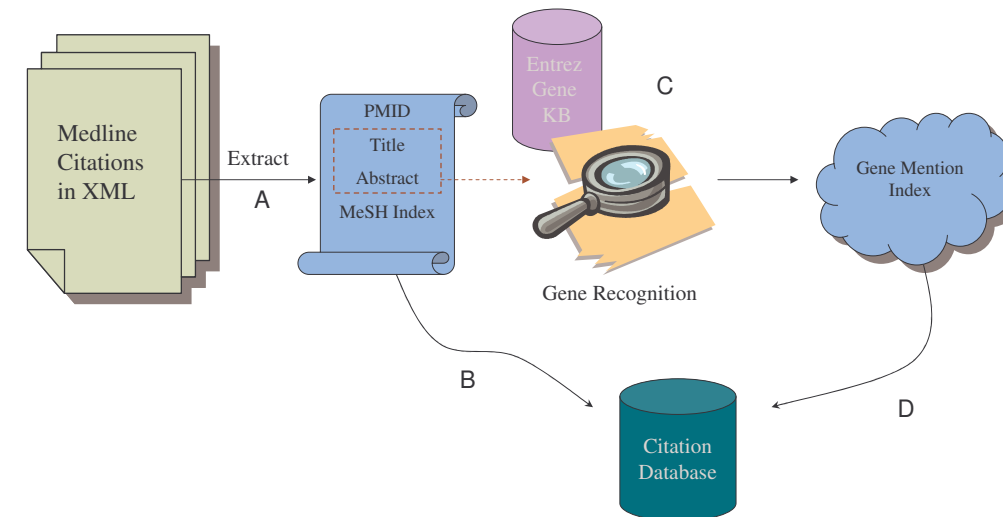 Medline
Citations
in XML
Extract
A
PMID
Title
Abstract
MeSH Index
Entrez
Gene
KB
C
Gene Recognition
Gene Mention
Index
B
D
Citation
Database